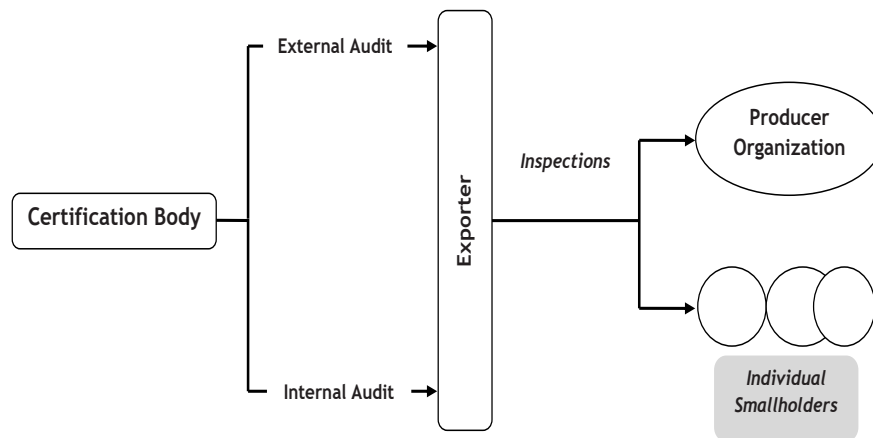 External Audit
Producer
Organization
Inspections
Certification Body
Exporter
Internal Audit
Individual
Smallholders